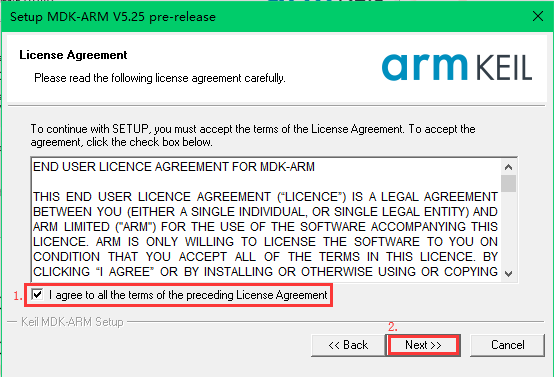 Setup MDK-ARM V5.25 pre-release
License Agreement
Please read the following license agreement carefully.
arm KEIL
To continue with SETUP, you must accept the terms of the License Agreement. To accept the
agreement, click the check box below.
END USER LICENCE AGREEMENT FOR MDK-ARM
THIS END USER LICENCE AGREEMENT ("LICENCE") IS A LEGAL AGREEMENT
BETWEEN YOU (EITHER A SINGLE INDIVIDUAL, OR SINGLE LEGAL ENTITY) AND
ARM LIMITED ("ARM") FOR THE USE OF THE SOFTWARE ACCOMPANYING THIS
LICENCE. ARM IS ONLY WILLING TO LICENSE THE SOFTWARE TO YOU ON
CONDITION THAT YOU ACCEPT ALL OF THE TERMS IN THIS LICENCE. BY
CLICKING "I AGREE" OR BY INSTALLING OR OTHERWISE USING OR COPYING
1. I agree to all the terms of the preceding License Agreement
Keil MDK-ARM Setup
2.
<< Back Next >> Cancel